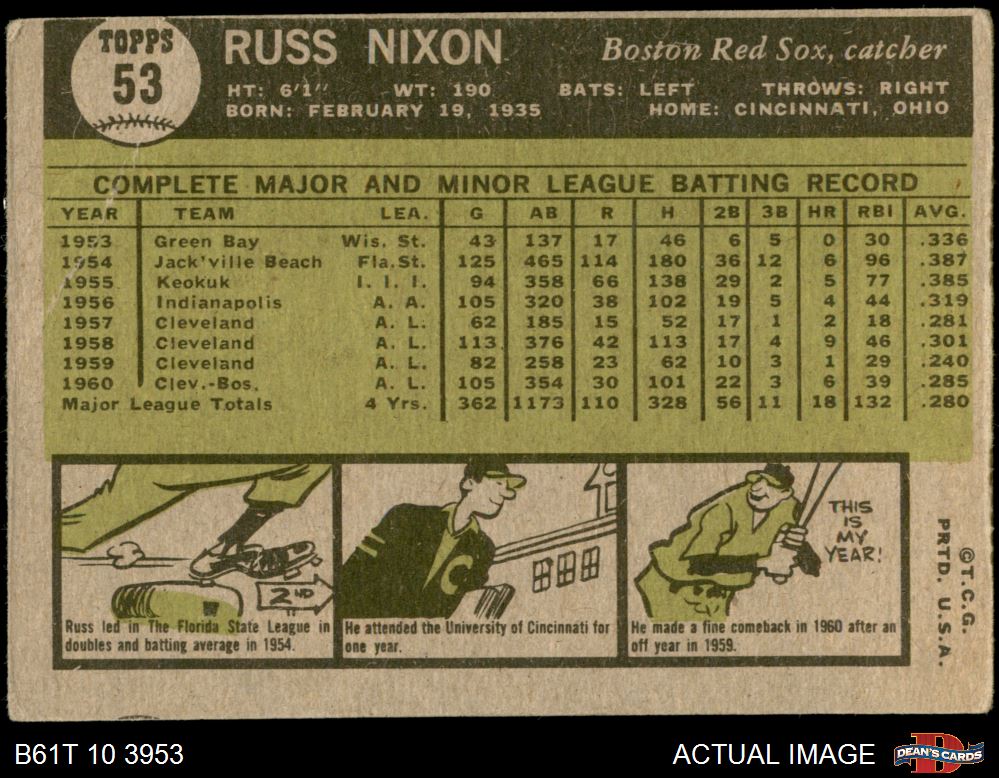 TOPPS
53
RUSS NIXON
Boston Red Sox, catcher
HT: 6'1" WT: 190 BATS: LEFT THROWS: RIGHT
BORN: FEBRUARY 19, 1935 HOME: CINCINNATI, OHIO
COMPLETE MAJOR AND MINOR LEAGUE BATTING RECORD
YEAR TEAM LEA. G AB R H 2B 3B HR RBI AVG.
1953 Green Bay Wis. St. 43 137 17 46 6 5 0 30 .336
1954 Jack'ville Beach Fla.St. 125 465 114 180 36 12 6 96 .387
1955 Keokuk I. I. I. 94 358 66 138 29 2 5 77 .385
1956 Indianapolis A. A. 105 320 38 102 19 5 4 44 .319
1957 Cleveland A. L. 62 185 15 52 17 1 2 18 .281
1958 Cleveland A. L. 113 376 42 113 17 4 9 46 .301
1959 Cleveland A. L. 82 258 23 62 10 3 1 29 .240
1960 Clev.-Bos. A. L. 105 354 30 101 22 3 6 39 .285
Major League Totals 4 Yrs. 362 1173 110 328 56 11 18 132 .280
2ND
Russ led in The Florida State League in
doubles and batting average in 1954.
C
He attended the University of Cincinnati for
one year.
THIS
IS
MY
YEAR!
He made a fine comeback in 1960 after an
off year in 1959.
©T.C.G.
PRTD. U.S.A.
B61T 10 3953
ACTUAL IMAGE
DEAN'S CARDS